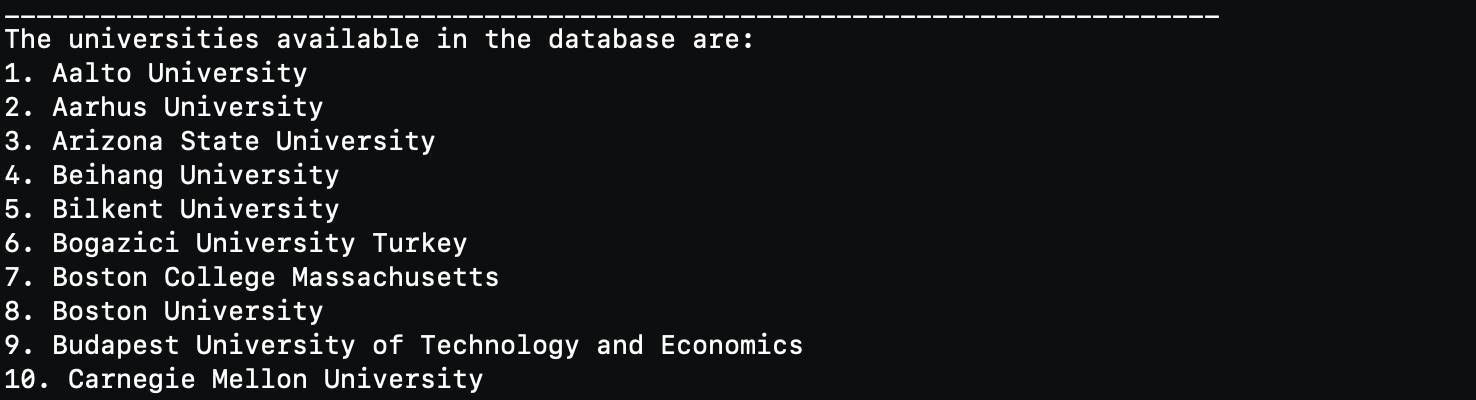 The universities available in the database are:
1. Aalto University
2. Aarhus University
3. Arizona State University
4. Beihang University
5. Bilkent University
6. Bogazici University Turkey
7. Boston College Massachusetts
8. Boston University
9. Budapest University of Technology and Economics
10. Carnegie Mellon University